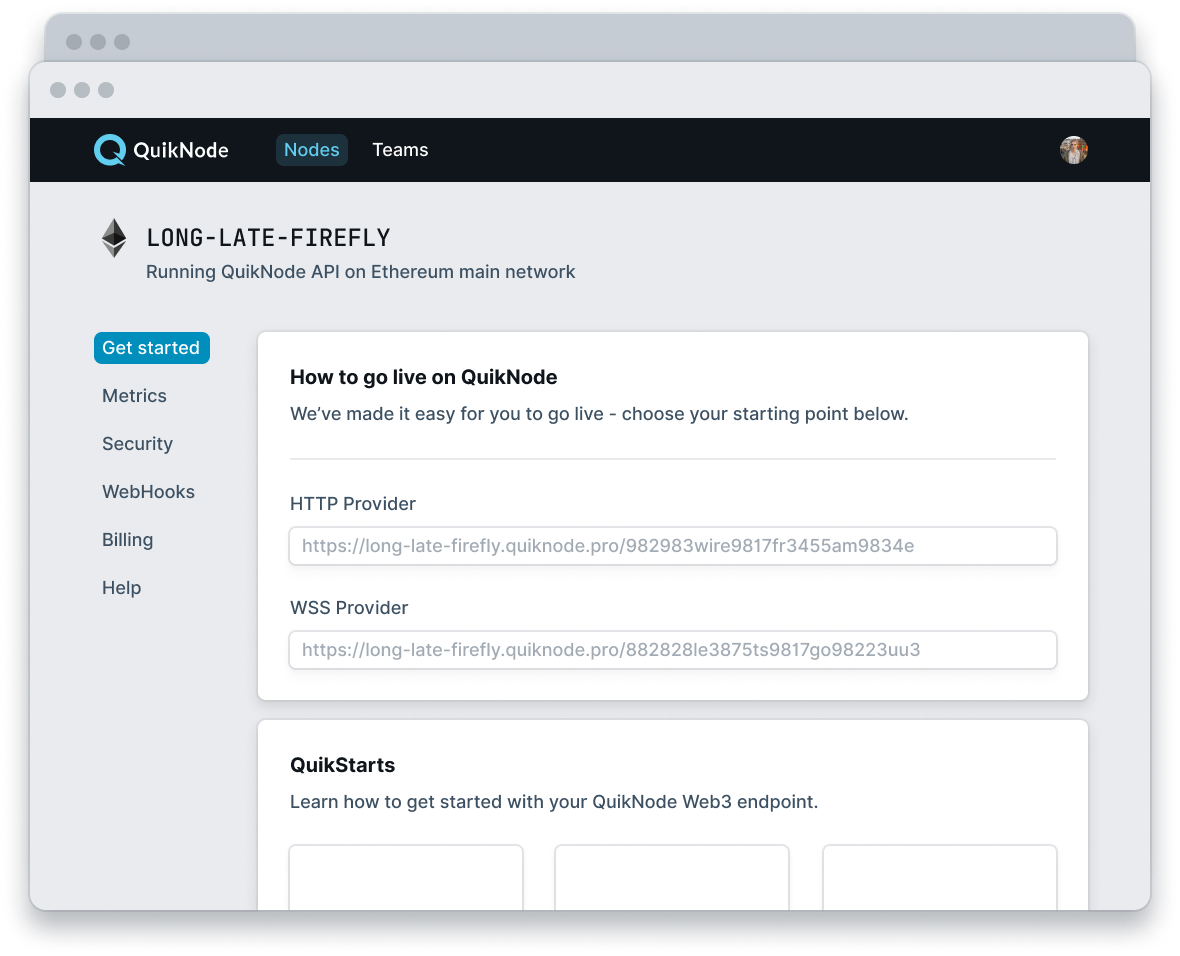 QuikNode
Nodes
Teams
LONG-LATE-FIREFLY
Running QuikNode API on Ethereum main network
Get started
Metrics
Security
WebHooks
Billing
Help
How to go live on QuikNode
We’ve made it easy for you to go live - choose your starting point below.
HTTP Provider
https://long-late-firefly.quiknode.pro/982983wire9817fr3455am9834e
WSS Provider
https://long-late-firefly.quiknode.pro/882828le3875ts9817go98223uu3
QuikStarts
Learn how to get started with your QuikNode Web3 endpoint.